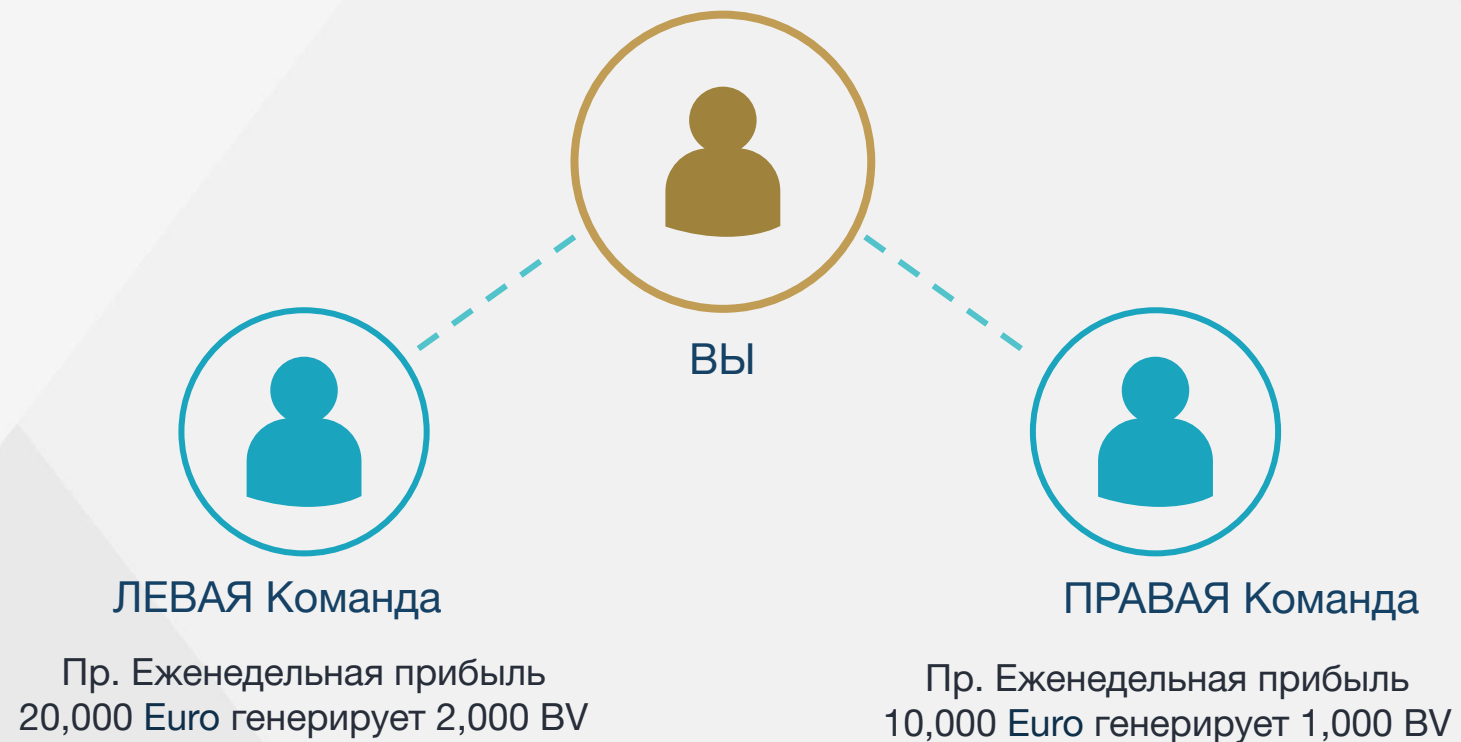 ВЫ
ЛЕВАЯ Команда
Пр. Еженедельная прибыль
20,000 Euro генерирует 2,000 BV
ПРАВАЯ Команда
Пр. Еженедельная прибыль
10,000 Euro генерирует 1,000 BV